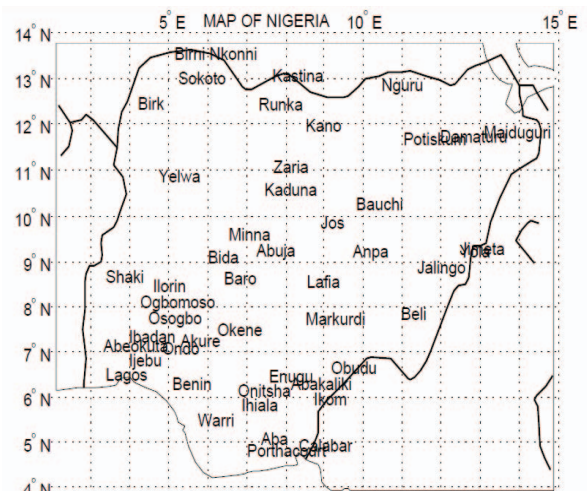 5° E MAP OF NIGERIA 10° E 15° E
14° N
Birni-Nkonni
13° N Sokoto Kastina Nguru
Birk Runka
12° N Kano Maiduguri
Potiskum Damaturu
11° N Yelwa Zaria
Kaduna
Bauchi
10° N Jos
Minna
Bida Abuja Anpa Yola Jimeta
9° N Shaki Baro Lafia Jalingo
Ilorin
8° N Ogbomoso
Osogbo Markurdi Beli
Okene
Ibadan Akure
7° N Abeokuta Ondo
Ijebu
Lagos Enugu Obudu
6° N Benin Abakaliki
Onitsha Ikom
Ihiala
Warri
5° N Aba Calabar
Porthacourt
4° N